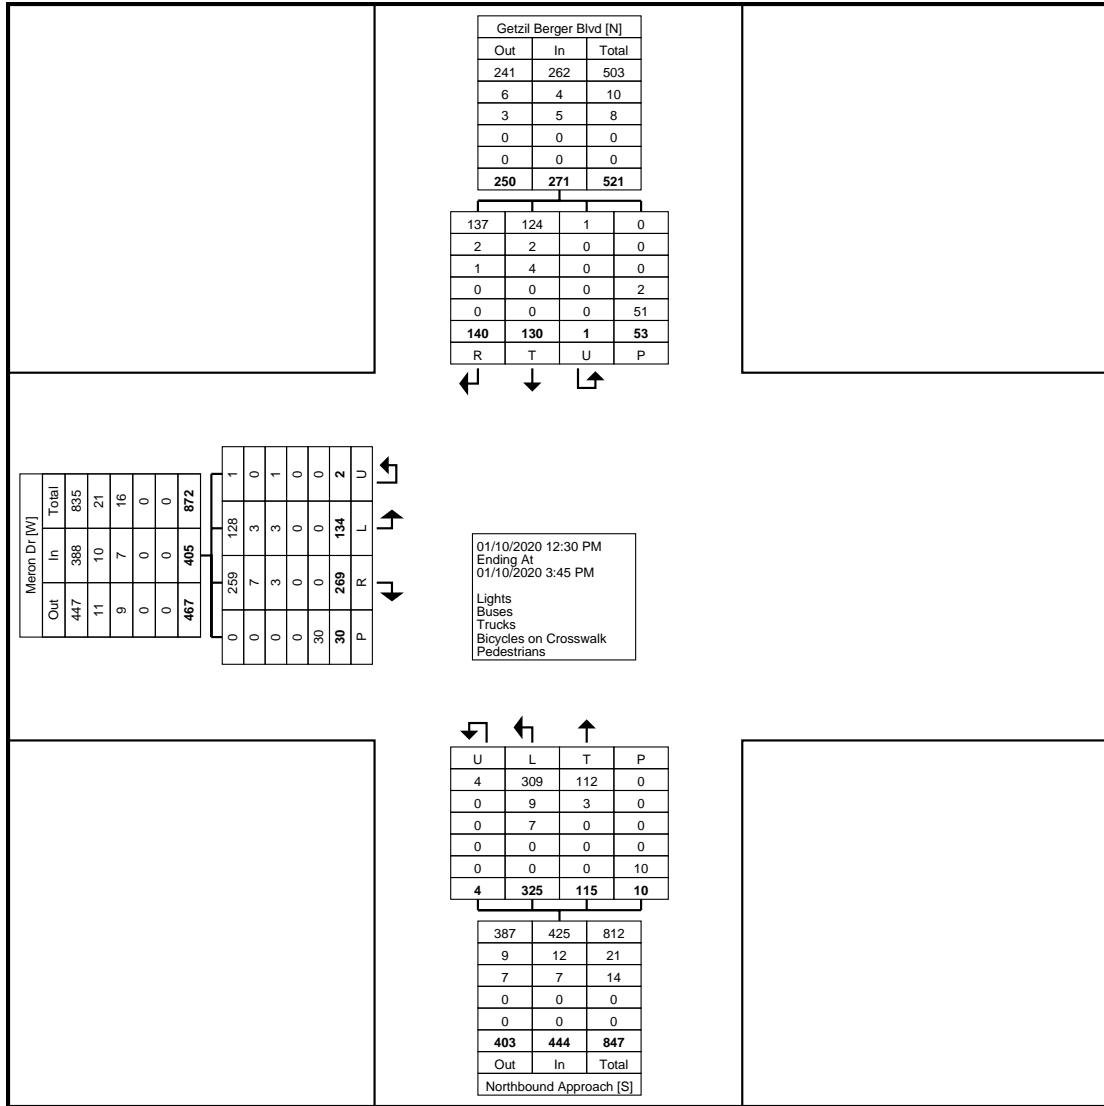 Getzil Berger Blvd [N]
Out In Total
241 262 503
6 4 10
3 5 8
0 0 0
0 0 0
250 271 521
137 124 1 0
2 2 0 0
1 4 0 0
0 0 0 2
0 0 0 51
140 130 1 53
R T U P
Meron Dr [W]
Out In Total
447 388 835
11 10 21
9 7 16
0 0 0
0 0 0
467 405 872
0 259 128 1
0 7 3 0
0 3 3 1
0 0 0 0
30 0 0 0
30 269 134 2
P R L U
01/10/2020 12:30 PM
Ending At
01/10/2020 3:45 PM
Lights
Buses
Trucks
Bicycles on Crosswalk
Pedestrians
U L T P
4 309 112 0
0 9 3 0
0 7 0 0
0 0 0 0
0 0 0 10
4 325 115 10
387 425 812
9 12 21
7 7 14
0 0 0
0 0 0
403 444 847
Out In Total
Northbound Approach [S]